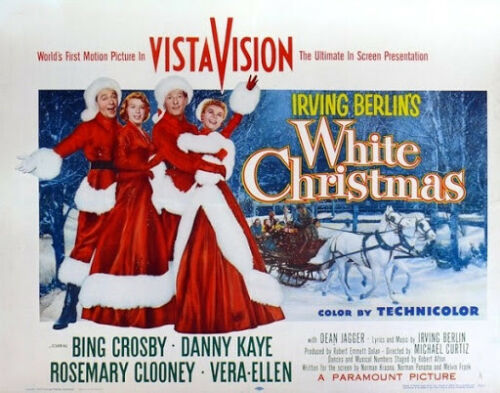 World's First Motion Picture In VISTAVISION The Ultimate In Screen Presentation
IRVING BERLIN'S
White
Christmas
COLOR BY TECHNICOLOR
STARRING BING CROSBY · DANNY KAYE
ROSEMARY CLOONEY · VERA-ELLEN
with DEAN JAGGER · Lyrics and Music by IRVING BERLIN
Produced by Robert Emmett Dolan · Directed by MICHAEL CURTIZ
Dances and Musical Numbers Staged by Robert Alton
Written for the screen by Norman Krasna, Norman Panama and Melvin Frank
A PARAMOUNT PICTURE